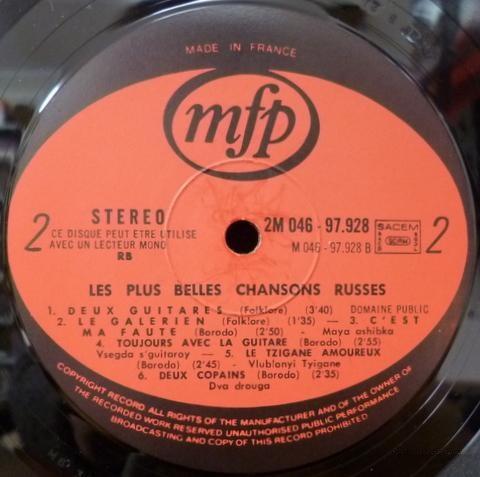 MADE IN FRANCE
mfp
2 STEREO 2M 046 - 97.928 SACEM 2
CE DISQUE PEUT ETRE UTILISE
AVEC UN LECTEUR MONO M 046 - 97.928 B
RB
LES PLUS BELLES CHANSONS RUSSES
1. DEUX GUITARES (Folklore) (3'40) DOMAINE PUBLIC
2. LE GALERIEN (Folklore) (1'35) — 3. C'EST
MA FAUTE (Borodo) (2'50) - Maya ashibka
4. TOUJOURS AVEC LA GUITARE (Borodo) (2'55)
Vsegda s'guitaroy — 5. LE TZIGANE AMOUREUX
(Borodo) (2'45) - Vlublonyi Tyigane
6. DEUX COPAINS (Borodo) (2'35)
Dva drouga
COPYRIGHT RECORD ALL RIGHTS OF THE MANUFACTURER AND OF THE OWNER OF
THE RECORDED WORK RESERVED UNAUTHORISED PUBLIC PERFORMANCE
BROADCASTING AND COPY OF THIS RECORD PROHIBITED